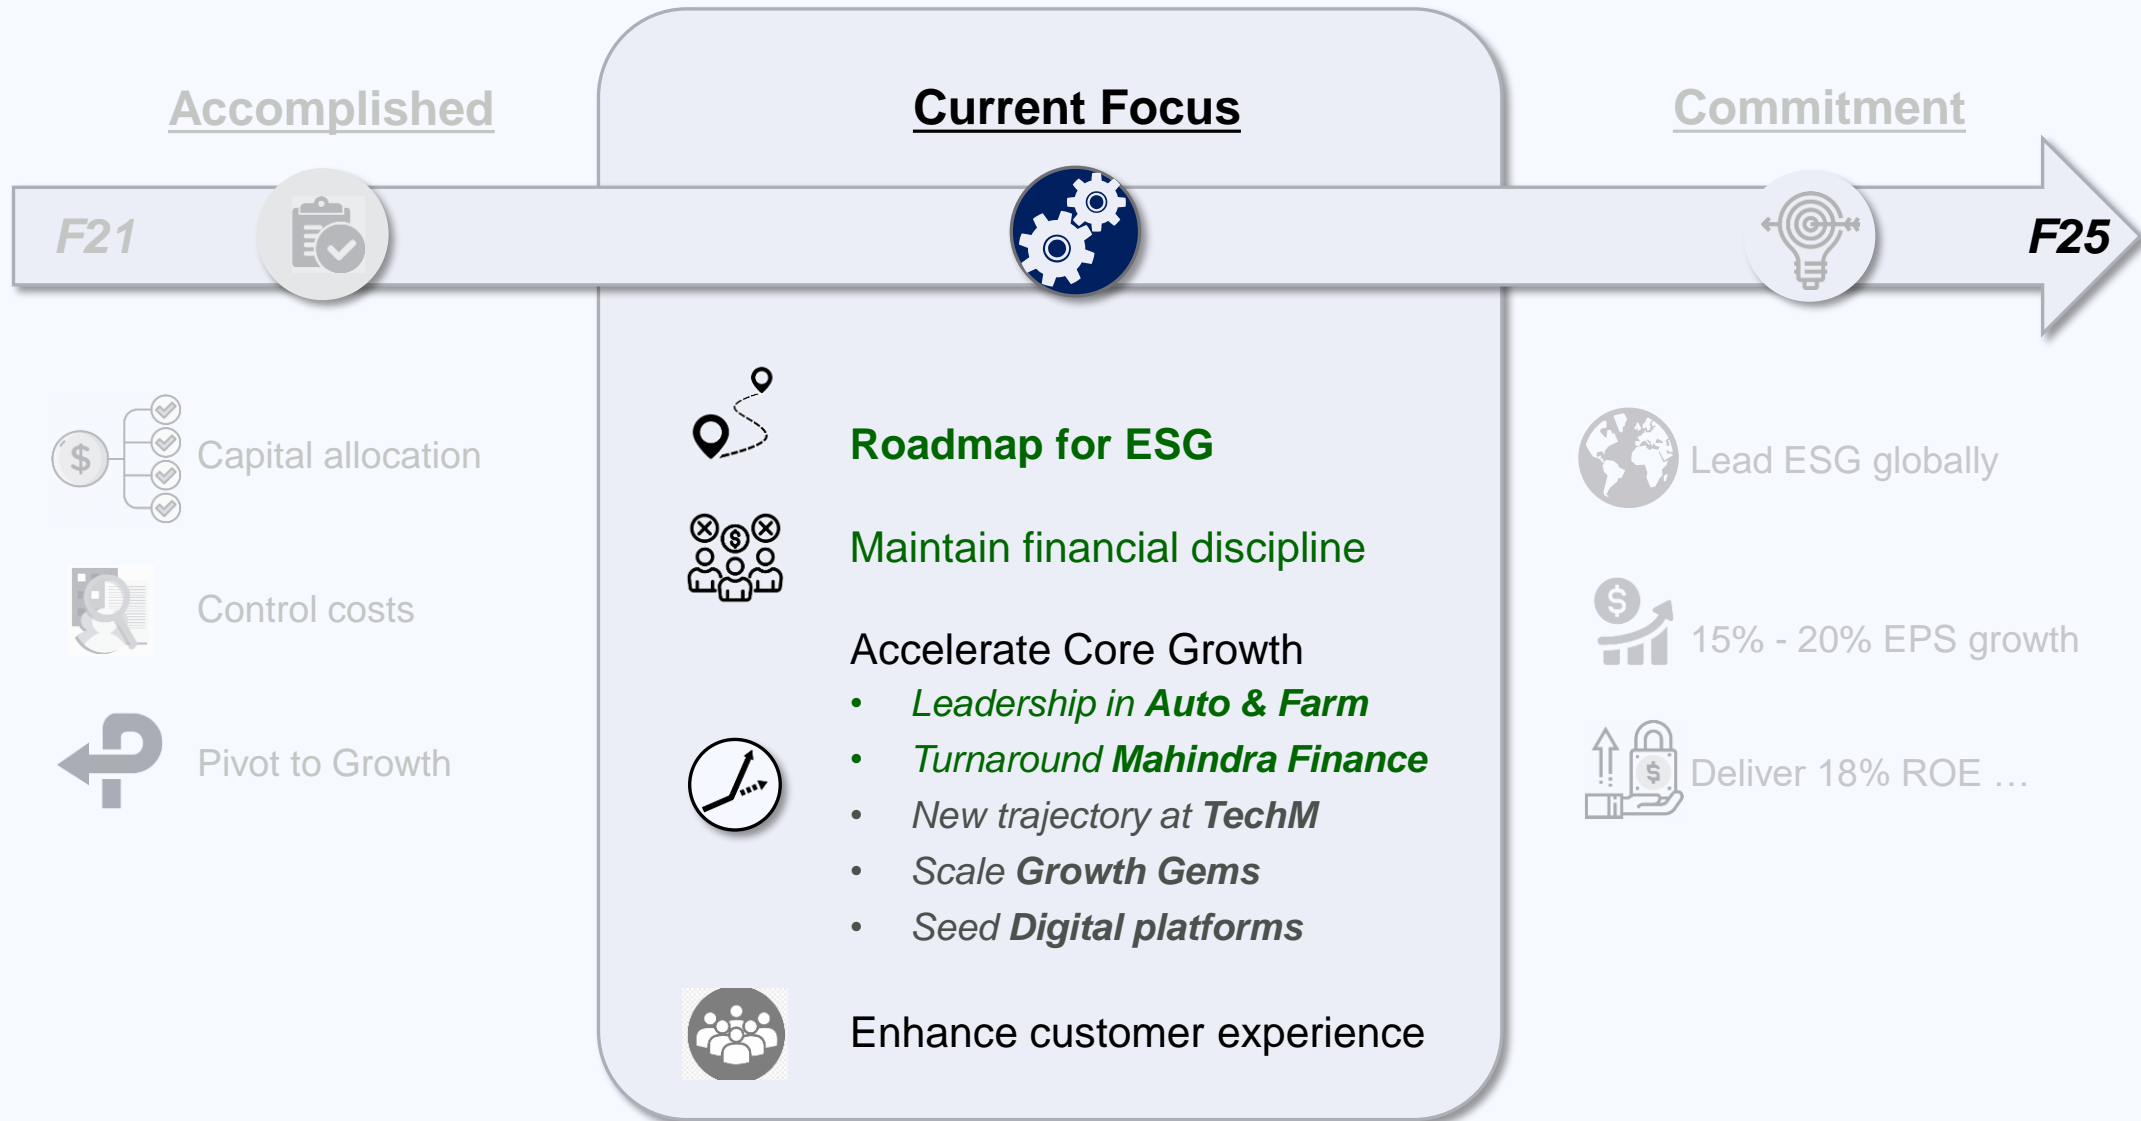 Accomplished
Current Focus
Commitment
F21
F25
Capital allocation
Control costs
Pivot to Growth
Roadmap for ESG
Maintain financial discipline
Accelerate Core Growth
• Leadership in Auto & Farm
• Turnaround Mahindra Finance
• New trajectory at TechM
• Scale Growth Gems
• Seed Digital platforms
Enhance customer experience
Lead ESG globally
15% - 20% EPS growth
Deliver 18% ROE …